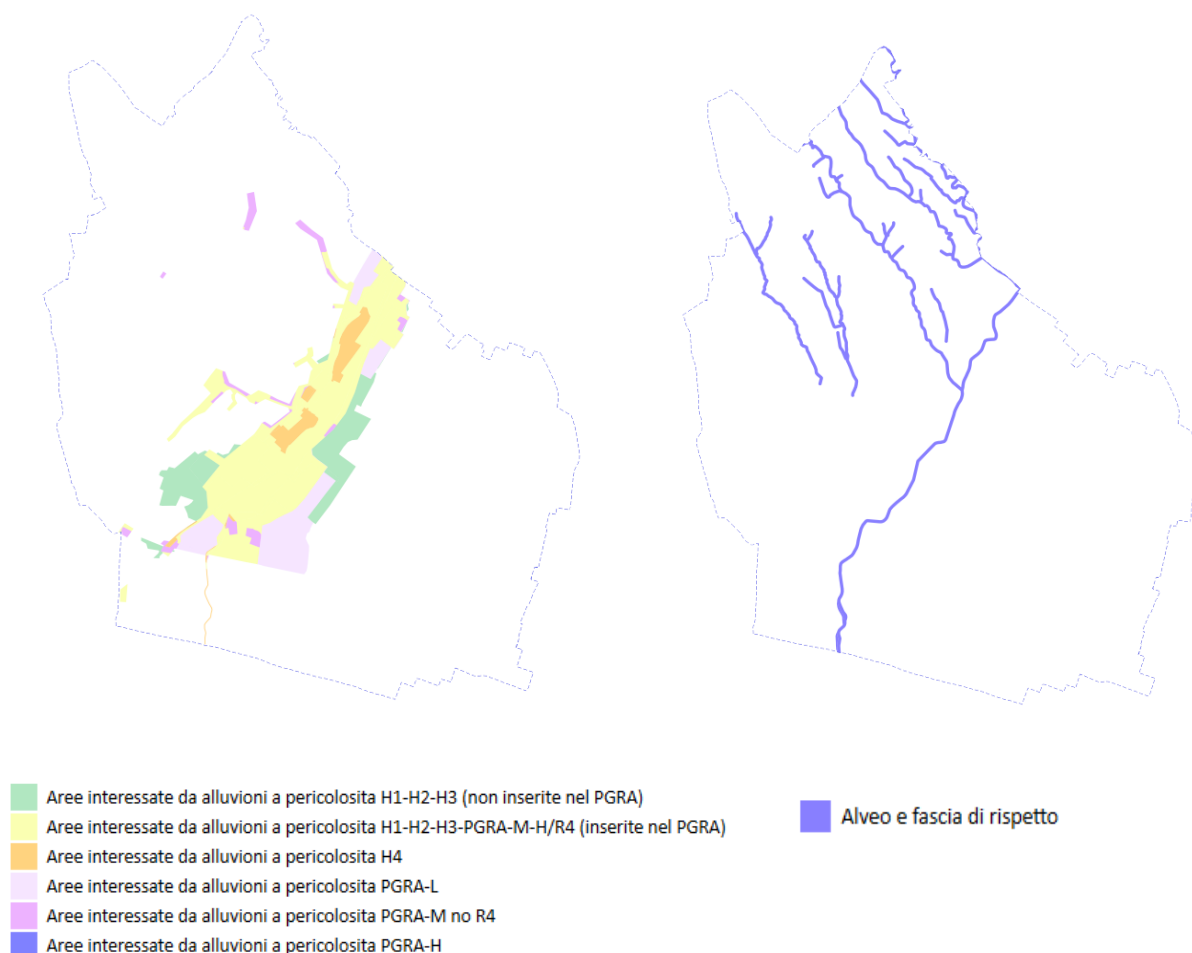 Aree interessate da alluvioni a pericolosita H1-H2-H3 (non inserite nel PGRA)
Aree interessate da alluvioni a pericolosita H1-H2-H3-PGRA-M-H/R4 (inserite nel PGRA)
Aree interessate da alluvioni a pericolosita H4
Aree interessate da alluvioni a pericolosita PGRA-L
Aree interessate da alluvioni a pericolosita PGRA-M no R4
Aree interessate da alluvioni a pericolosita PGRA-H
Alveo e fascia di rispetto